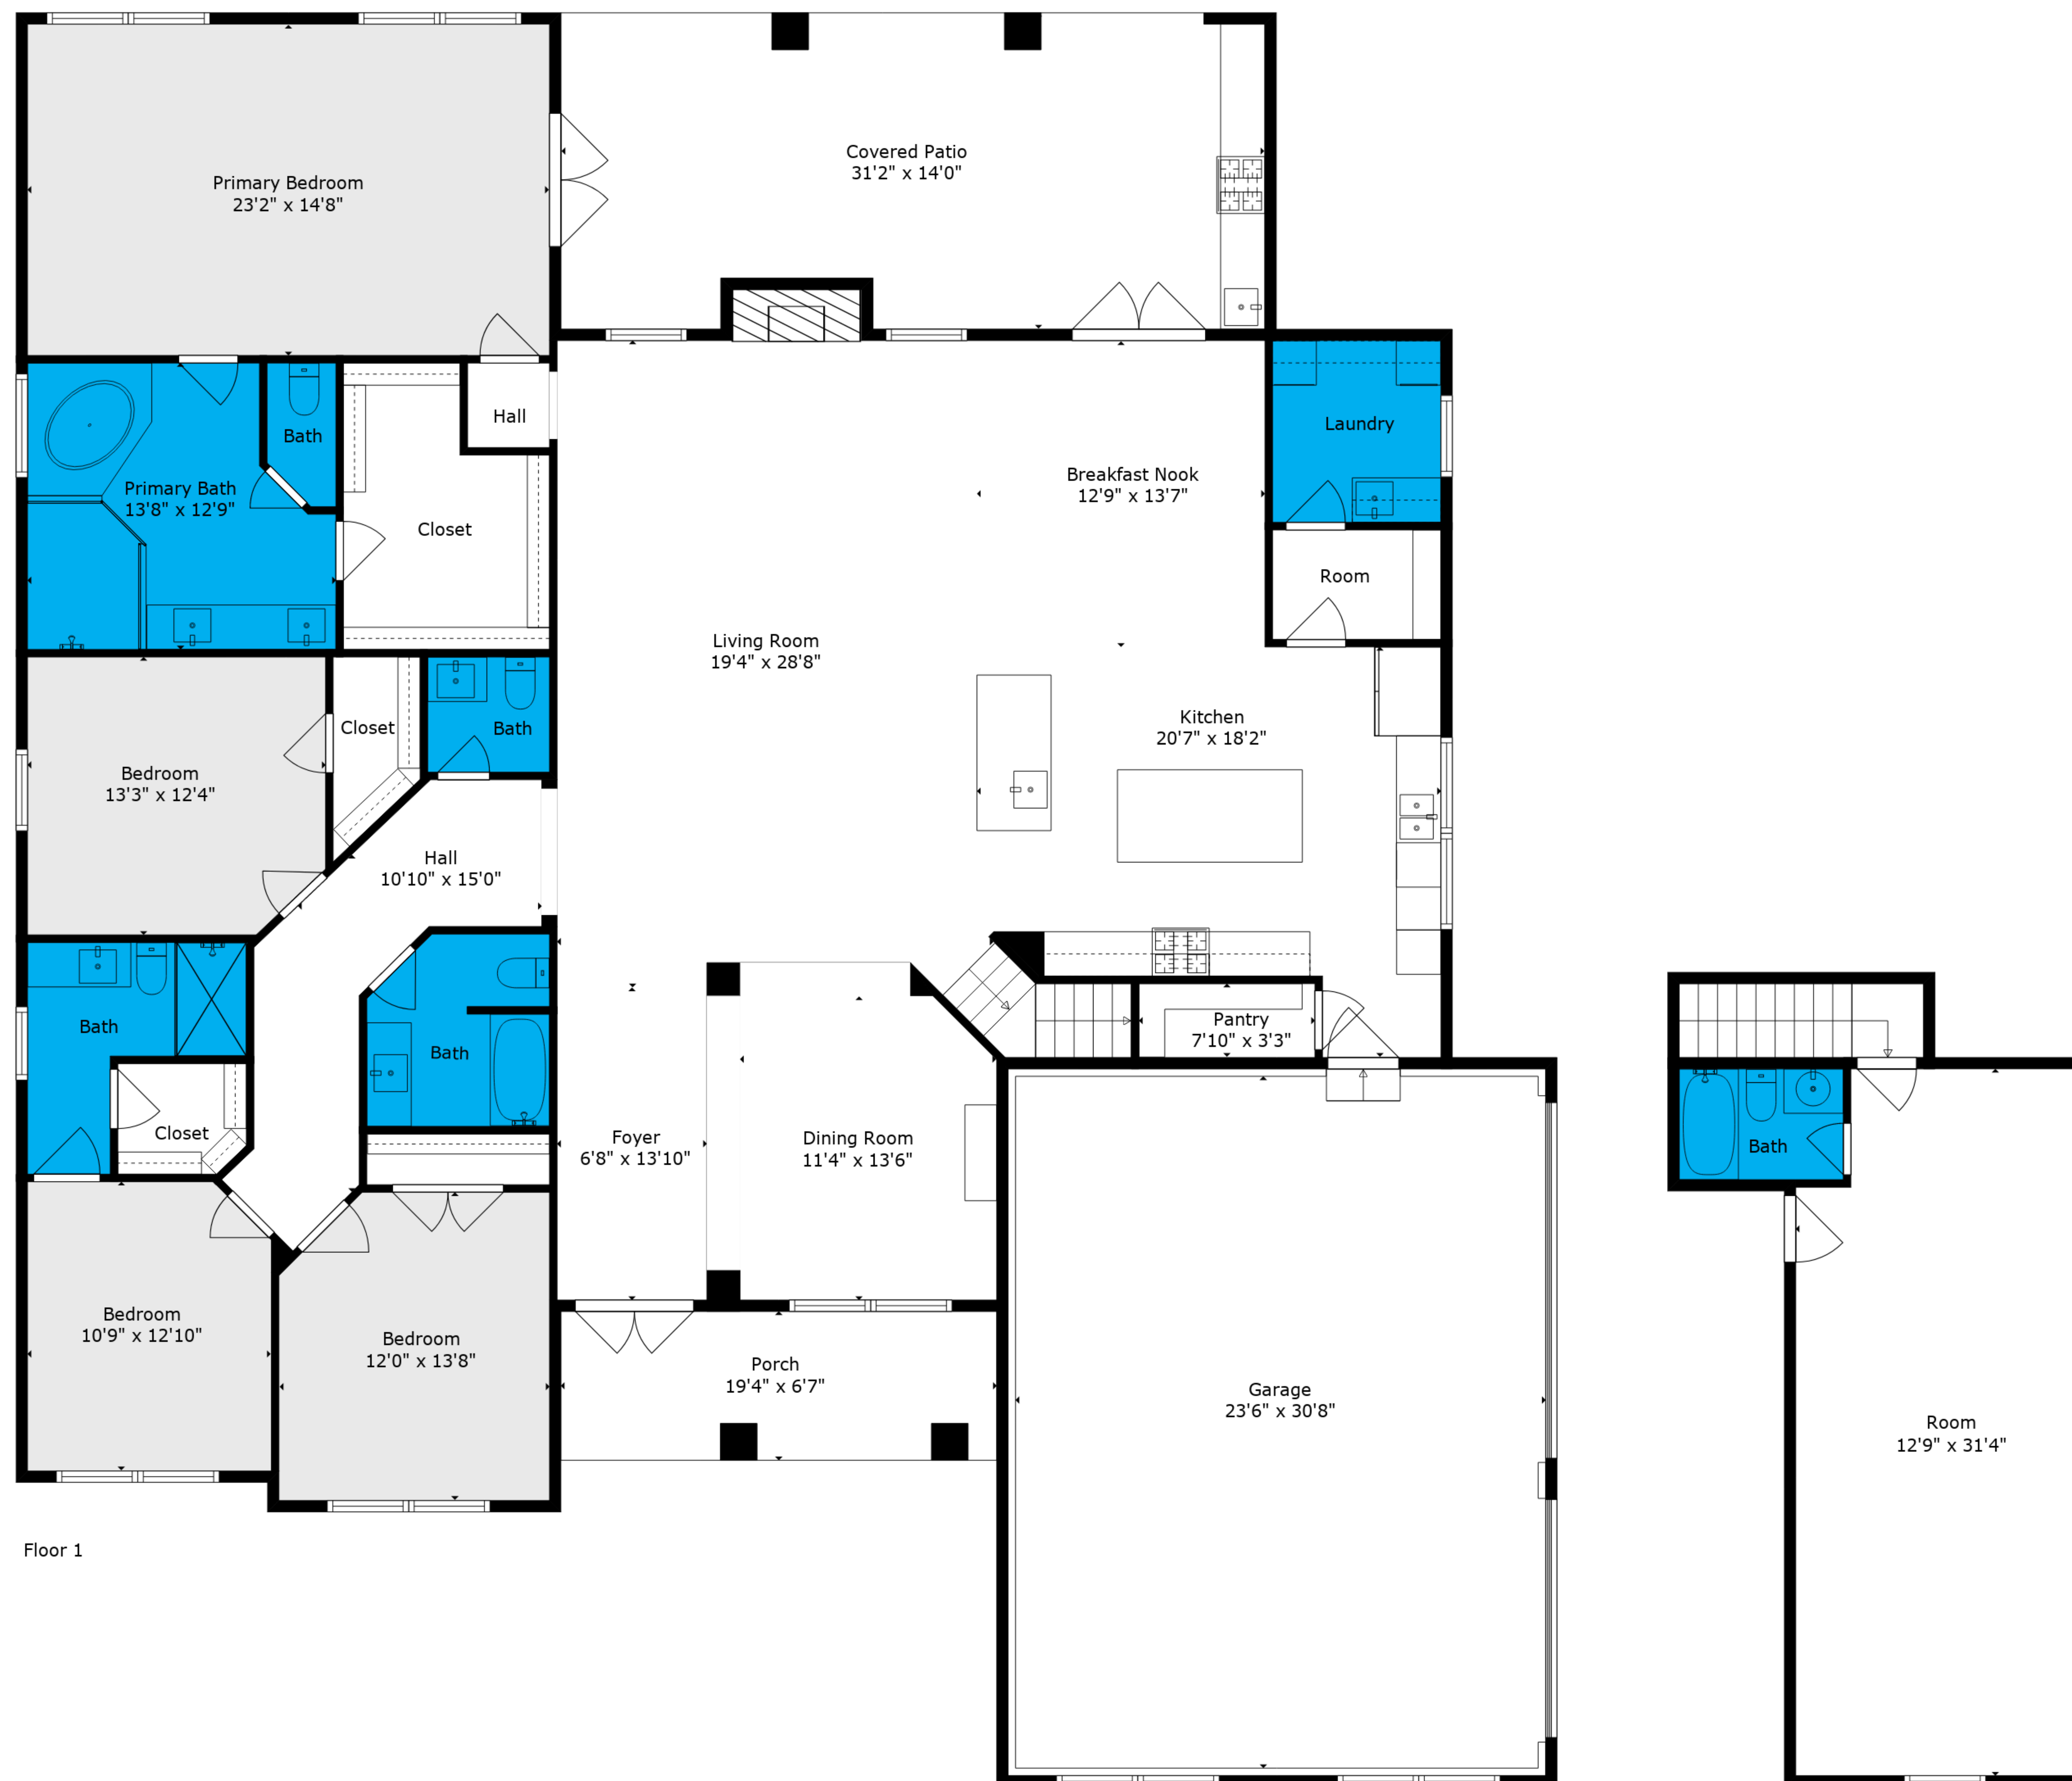 Primary Bedroom
23'2" x 14'8"
Covered Patio
31'2" x 14'0"
Hall
Bath
Laundry
Primary Bath
13'8" x 12'9"
Breakfast Nook
12'9" x 13'7"
Closet
Room
Living Room
19'4" x 28'8"
Closet
Bath
Kitchen
20'7" x 18'2"
Bedroom
13'3" x 12'4"
Hall
10'10" x 15'0"
Bath
Bath
Pantry
7'10" x 3'3"
Closet
Foyer
6'8" x 13'10"
Dining Room
11'4" x 13'6"
Bath
Bedroom
10'9" x 12'10"
Bedroom
12'0" x 13'8"
Porch
19'4" x 6'7"
Garage
23'6" x 30'8"
Room
12'9" x 31'4"
Floor 1